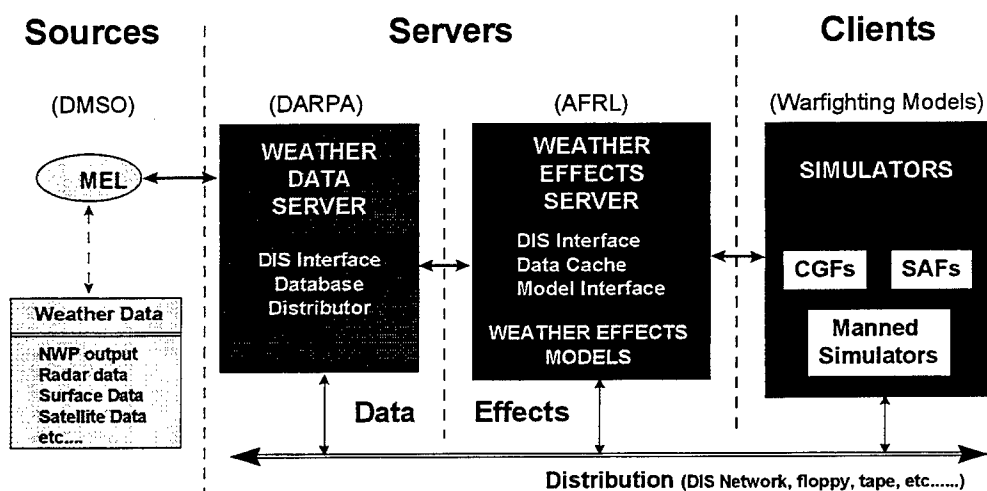 Sources
Servers
Clients
(DMSO)
(DARPA)
(AFRL)
(Warfighting Models)
MEL
Weather Data
NWP output
Radar data
Surface Data
Satellite Data
etc....
WEATHER
DATA
SERVER
DIS Interface
Database
Distributor
WEATHER
EFFECTS
SERVER
DIS Interface
Data Cache
Model Interface
WEATHER EFFECTS
MODELS
SIMULATORS
CGFs
SAFs
Manned
Simulators
Data
Effects
Distribution (DIS Network, floppy, tape, etc......)